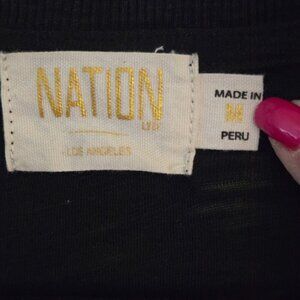 NATION
LTD
LOS ANGELES
MADE IN
M
PERU